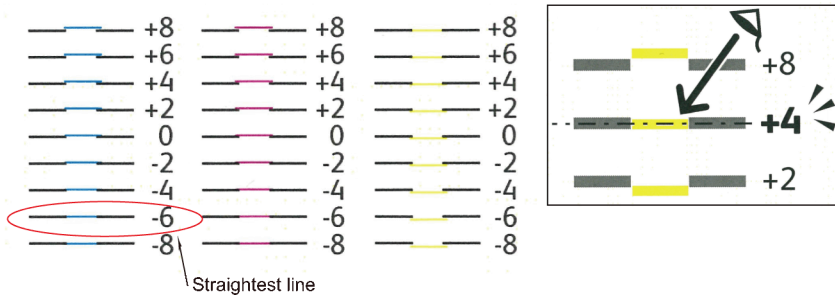 +8 +8 +8
+6 +6 +6
+4 +4 +4
+2 +2 +2
0 0 0
-2 -2 -2
-4 -4 -4
-6 -6 -6
-8 -8 -8
Straightest line
+8
+4
+2